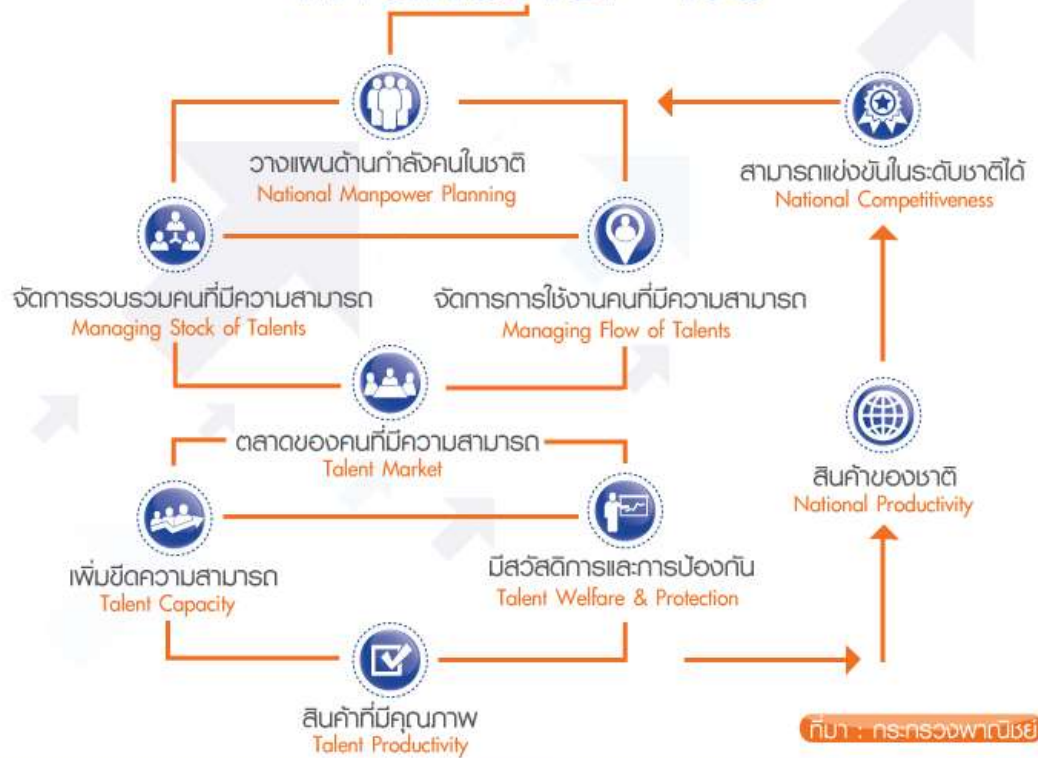 วางแผนด้านกำลังคนในชาติ
National Manpower Planning
สามารถแข่งขันในระดับชาติได้
National Competitiveness
จัดการรวบรวมคนที่มีความสามารถ
Managing Stock of Talents
จัดการการใช้งานคนที่มีความสามารถ
Managing Flow of Talents
ตลาดของคนที่มีความสามารถ
Talent Market
สินค้าของชาติ
National Productivity
เพิ่มขีดความสามารถ
Talent Capacity
มีสวัสดิการและการป้องกัน
Talent Welfare & Protection
สินค้าที่มีคุณภาพ
Talent Productivity
ที่มา : กระทรวงพาณิชย์